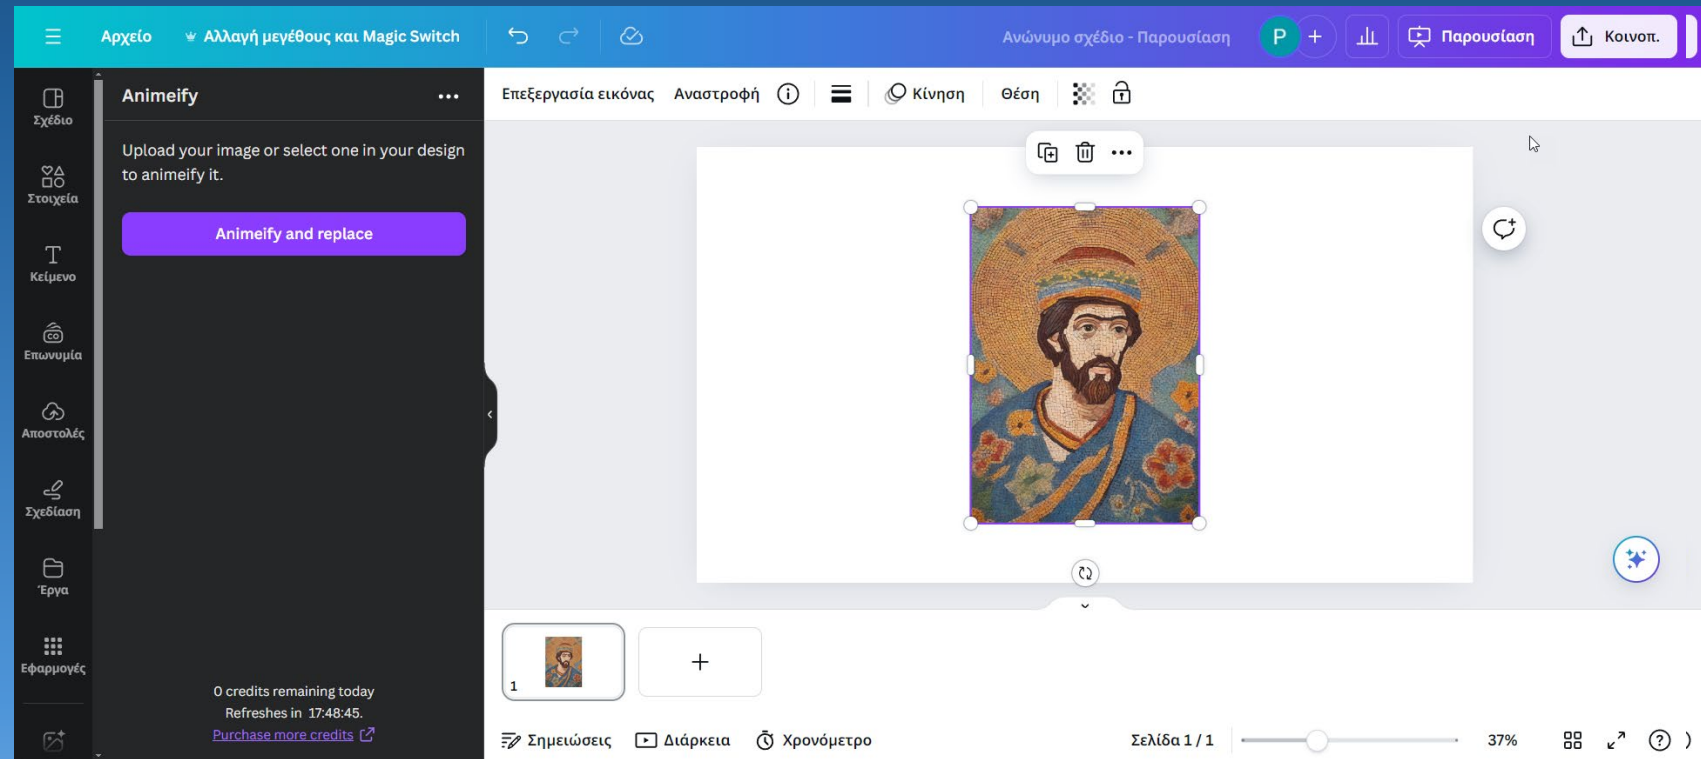 Αρχείο
Αλλαγή μεγέθους και Magic Switch
Ανώνυμο σχέδιο - Παρουσίαση
P
+
Παρουσίαση
Κοινοπ.
Σχέδιο
Στοιχεία
Κείμενο
Επωνυμία
Αποστολές
Σχεδίαση
Έργα
Εφαρμογές
Animeify
Upload your image or select one in your design
to animeify it.
Animeify and replace
0 credits remaining today
Refreshes in 17:48:45.
Purchase more credits
Επεξεργασία εικόνας
Αναστροφή
Κίνηση
Θέση
1
Σημειώσεις
Διάρκεια
Χρονόμετρο
Σελίδα 1 / 1
37%